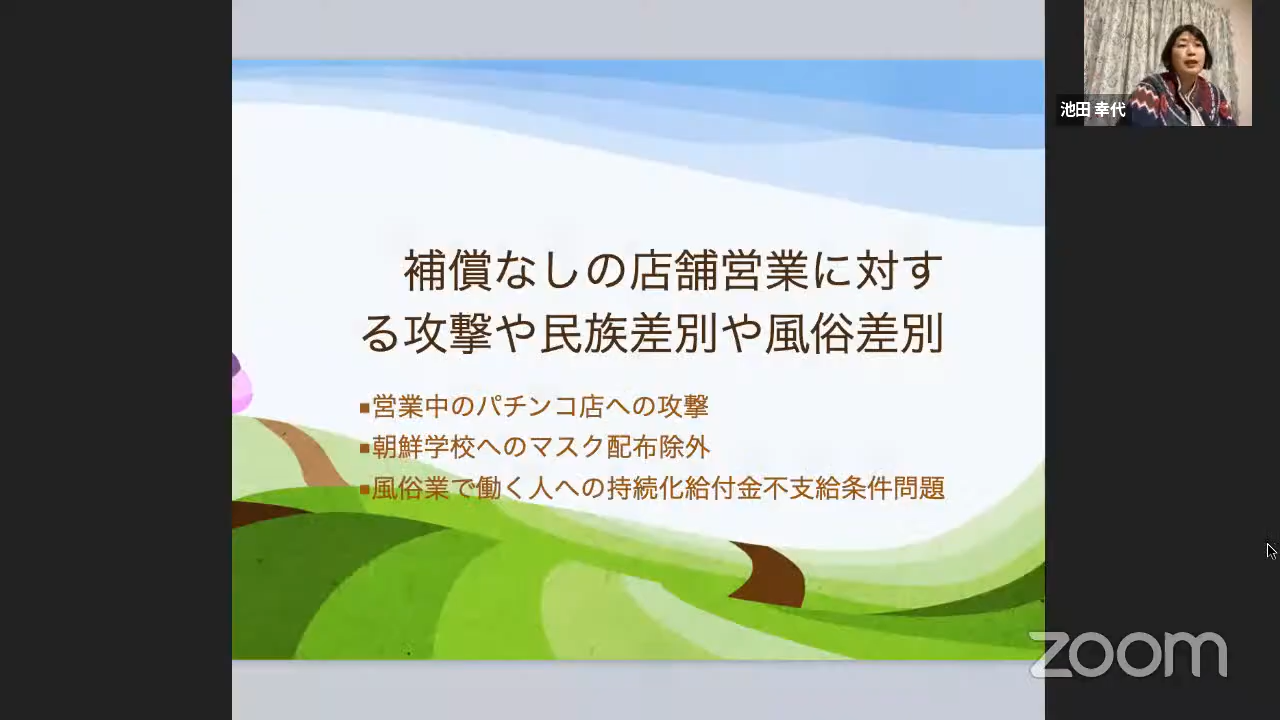 池田 幸代
補償なしの店舗営業に対す
る攻撃や民族差別や風俗差別
▪営業中のパチンコ店への攻撃
▪朝鮮学校へのマスク配布除外
▪風俗業で働く人への持続化給付金不支給条件問題
zoom